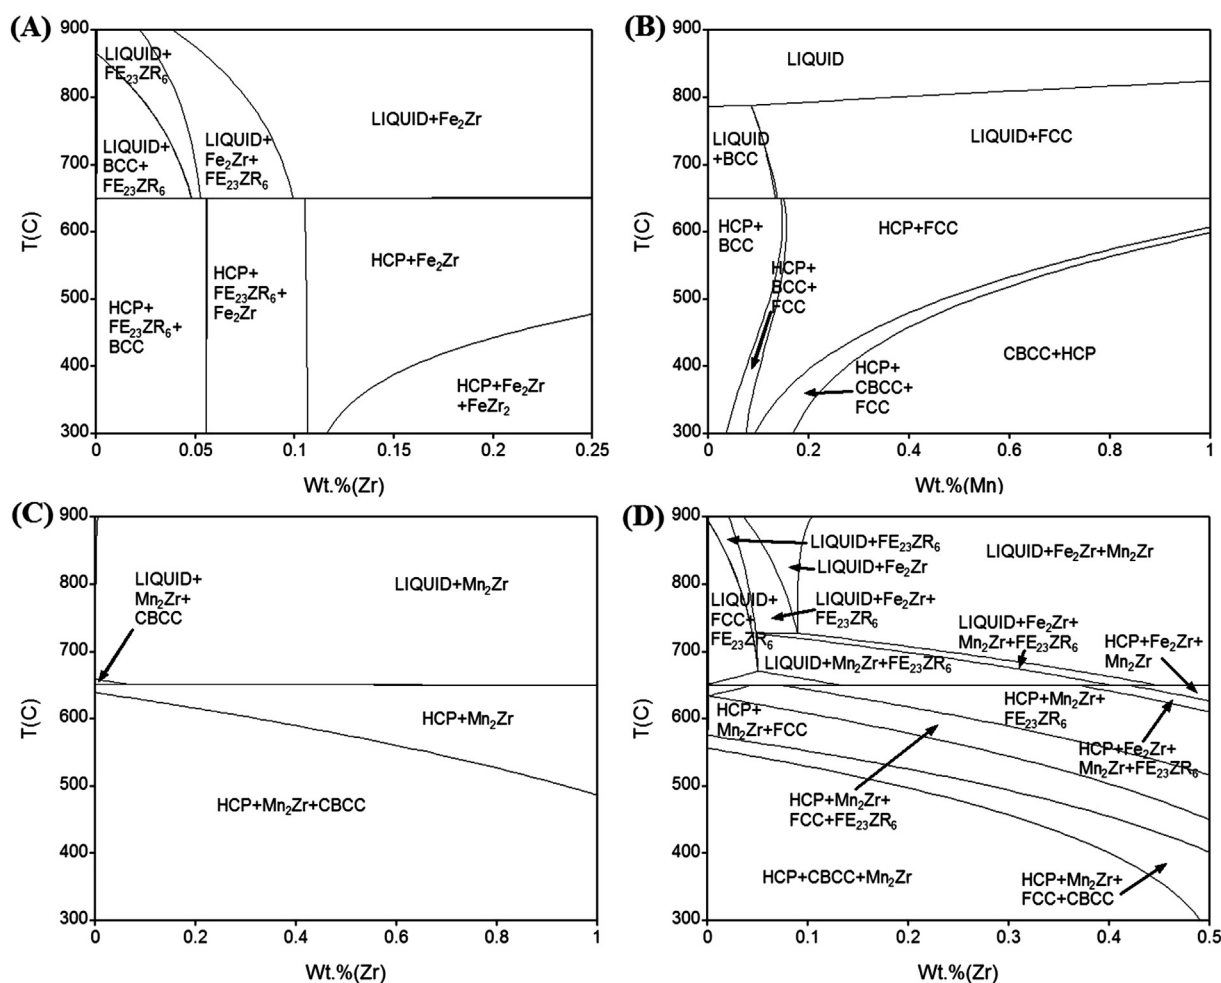 (A)
900
800
700
600
500
400
300
T(C)
LIQUID+
FE23ZR6
LIQUID+
BCC+
FE23ZR6
LIQUID+
Fe2Zr+
FE23ZR6
LIQUID+Fe2Zr
HCP+
FE23ZR6+
BCC
HCP+
FE23ZR6+
Fe2Zr
HCP+Fe2Zr
HCP+Fe2Zr
+FeZr2
0 0.05 0.1 0.15 0.2 0.25
Wt.%(Zr)
(B)
900
800
700
600
500
400
300
T(C)
LIQUID
LIQUID
+BCC
LIQUID+FCC
HCP+
BCC
HCP+FCC
HCP+
BCC+
FCC
HCP+
CBCC+
FCC
CBCC+HCP
0 0.2 0.4 0.6 0.8 1
Wt.%(Mn)
(C)
900
800
700
600
500
400
300
T(C)
LIQUID+
Mn2Zr+
CBCC
LIQUID+Mn2Zr
HCP+Mn2Zr
HCP+Mn2Zr+CBCC
0 0.2 0.4 0.6 0.8 1
Wt.%(Zr)
(D)
900
800
700
600
500
400
300
T(C)
LIQUID+FE23ZR6
LIQUID+Fe2Zr
LIQUID+Fe2Zr+Mn2Zr
LIQUID+
FCC+
FE23ZR6
LIQUID+Fe2Zr+
FE23ZR6
LIQUID+Fe2Zr+
Mn2Zr+FE23ZR6
HCP+Fe2Zr+
Mn2Zr
LIQUID+Mn2Zr+FE23ZR6
HCP+
Mn2Zr+FCC
HCP+Mn2Zr+
FE23ZR6
HCP+Fe2Zr+
Mn2Zr+FE23ZR6
HCP+Mn2Zr+
FCC+FE23ZR6
HCP+CBCC+Mn2Zr
HCP+Mn2Zr+
FCC+CBCC
0 0.1 0.2 0.3 0.4 0.5
Wt.%(Zr)